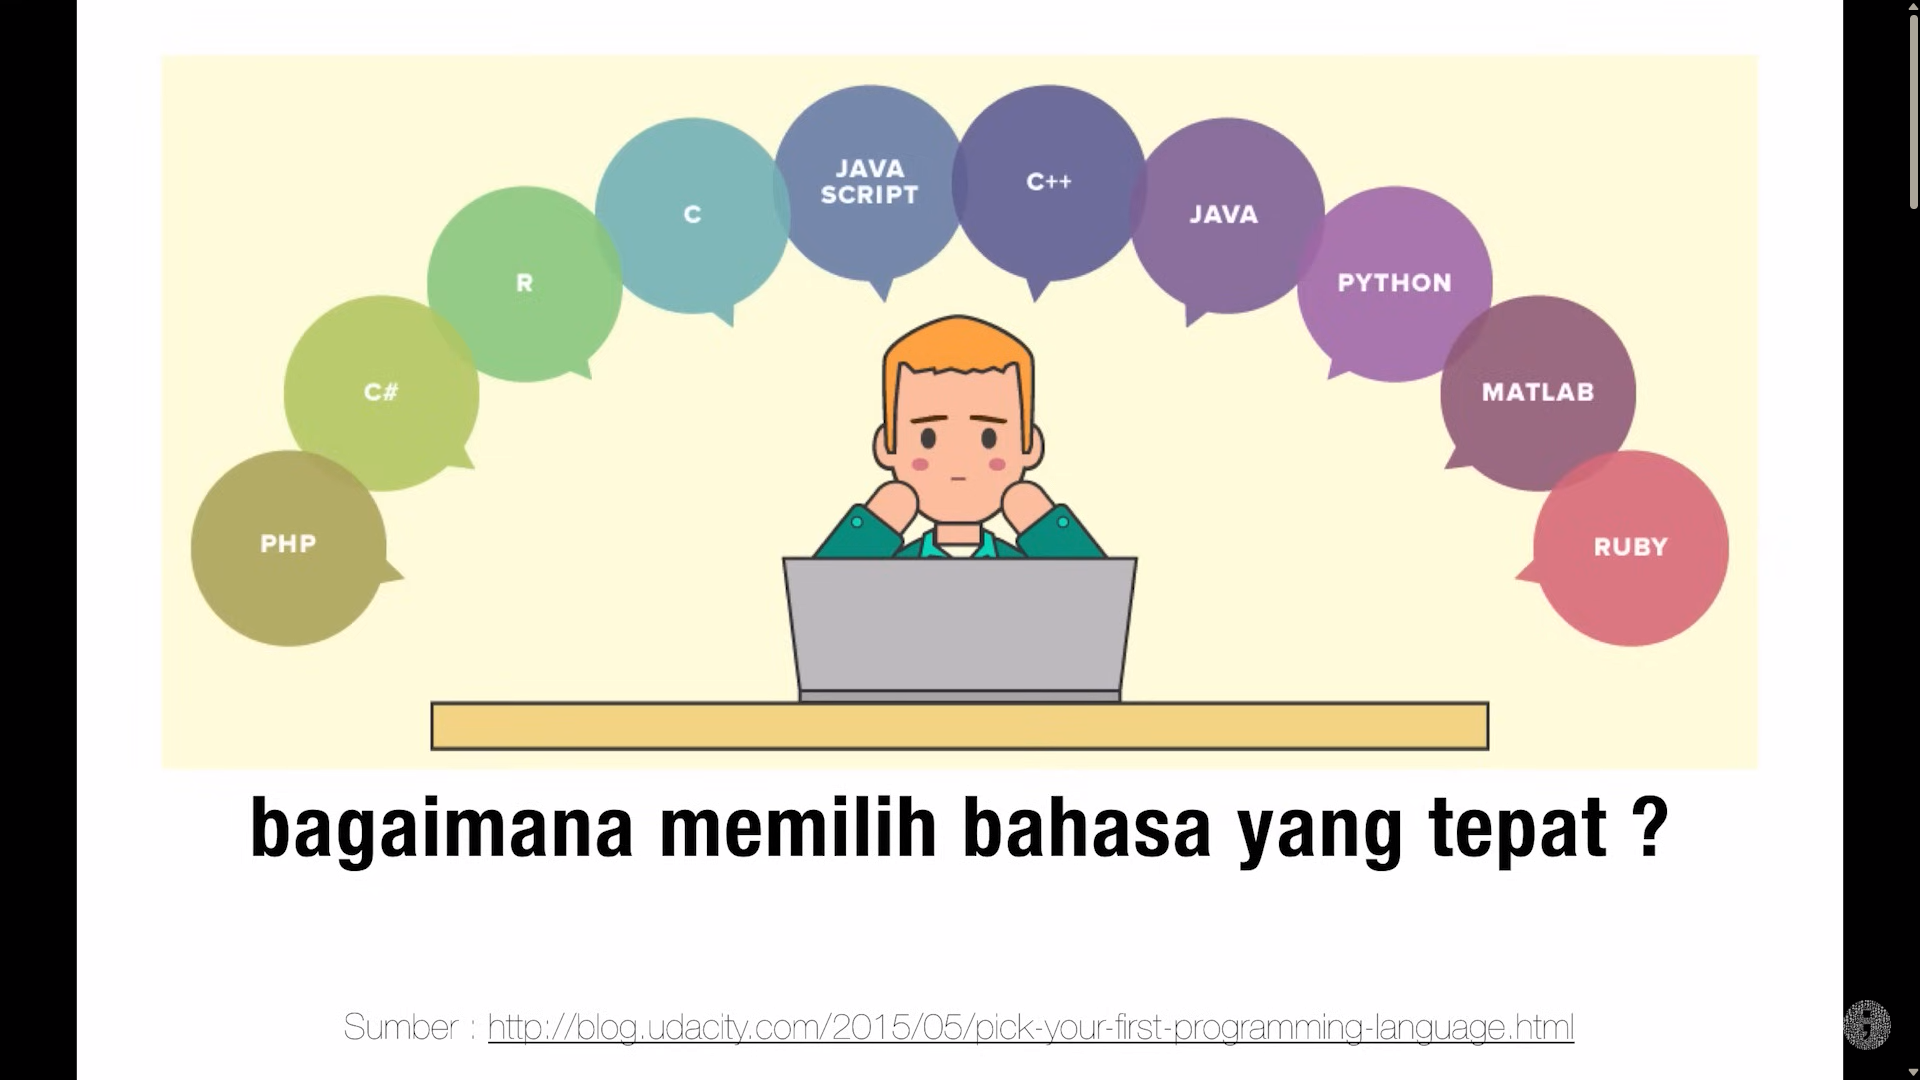 PHP
C#
R
C
JAVA
SCRIPT
C++
JAVA
PYTHON
MATLAB
RUBY
bagaimana memilih bahasa yang tepat ?
Sumber : http://blog.udacity.com/2015/05/pick-your-first-programming-language.html